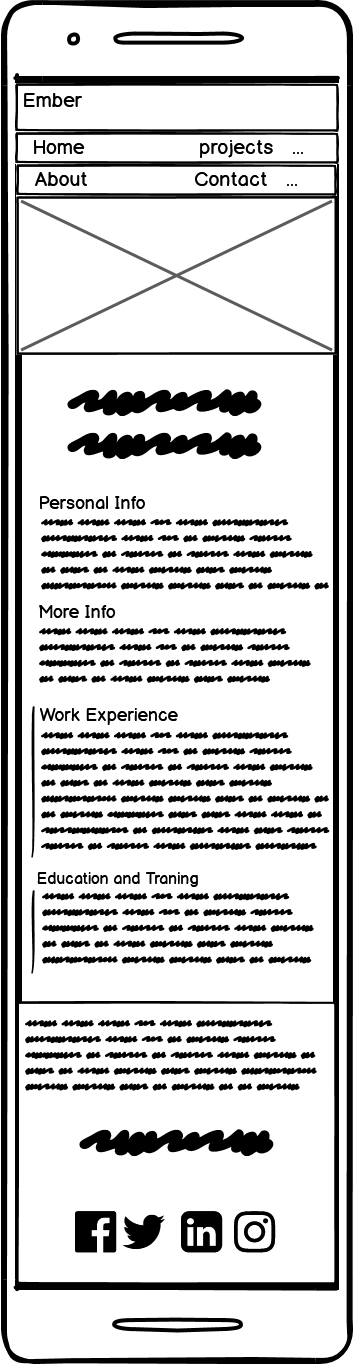 Ember
Home projects ...
About Contact ...
Personal Info
More Info
Work Experience
Education and Traning